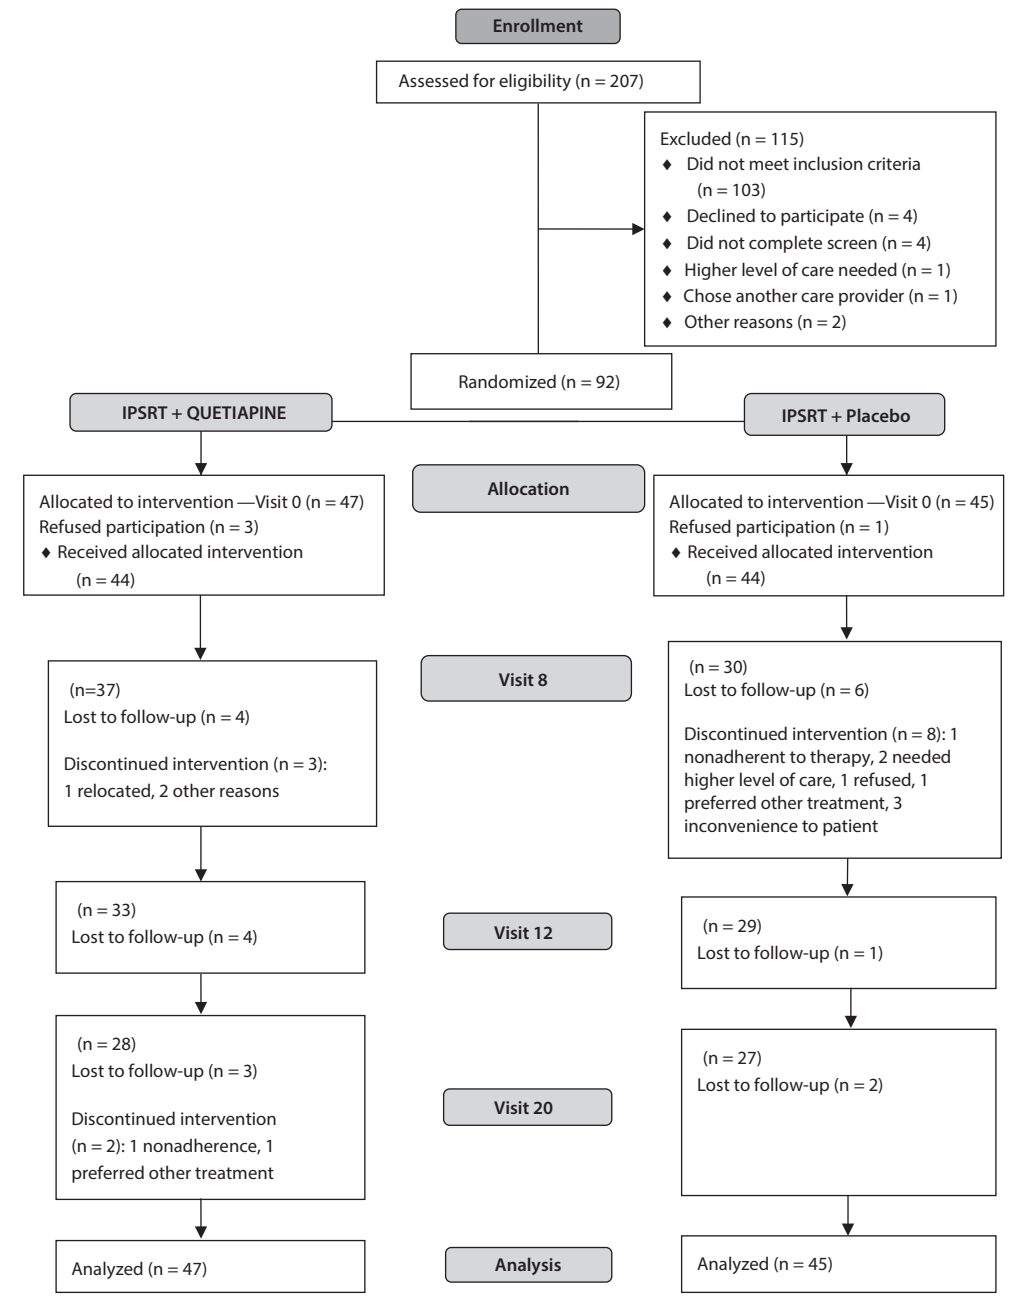 Enrollment
Assessed for eligibility (n = 207)
Excluded (n = 115)
♦ Did not meet inclusion criteria
(n = 103)
♦ Declined to participate (n = 4)
♦ Did not complete screen (n = 4)
♦ Higher level of care needed (n = 1)
♦ Chose another care provider (n = 1)
♦ Other reasons (n = 2)
Randomized (n = 92)
IPSRT + QUETIAPINE
IPSRT + Placebo
Allocation
Allocated to intervention —Visit 0 (n = 47)
Refused participation (n = 3)
♦ Received allocated intervention
(n = 44)
Allocated to intervention —Visit 0 (n = 45)
Refused participation (n = 1)
♦ Received allocated intervention
(n = 44)
Visit 8
(n=37)
Lost to follow-up (n = 4)
Discontinued intervention (n = 3):
1 relocated, 2 other reasons
(n = 30)
Lost to follow-up (n = 6)
Discontinued intervention (n = 8): 1
nonadherent to therapy, 2 needed
higher level of care, 1 refused, 1
preferred other treatment, 3
inconvenience to patient
Visit 12
(n = 33)
Lost to follow-up (n = 4)
(n = 29)
Lost to follow-up (n = 1)
Visit 20
(n = 28)
Lost to follow-up (n = 3)
Discontinued intervention
(n = 2): 1 nonadherence, 1
preferred other treatment
(n = 27)
Lost to follow-up (n = 2)
Analysis
Analyzed (n = 47)
Analyzed (n = 45)